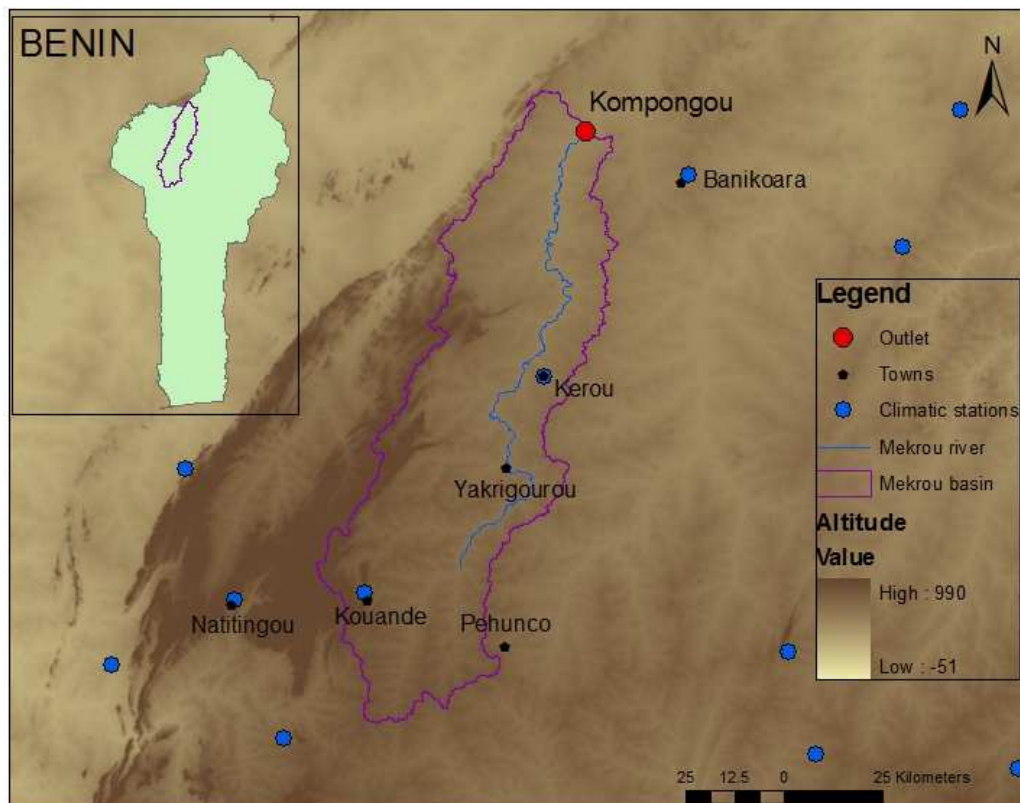 BENIN
N
Kompongou
Banikoara
Legend
Outlet
Towns
Climatic stations
Mekrou river
Mekrou basin
Altitude
Value
High : 990
Low : -51
Kerou
Yakrigourou
Natitingou
Kouande
Pehunco
25 12.5 0 25 Kilometers